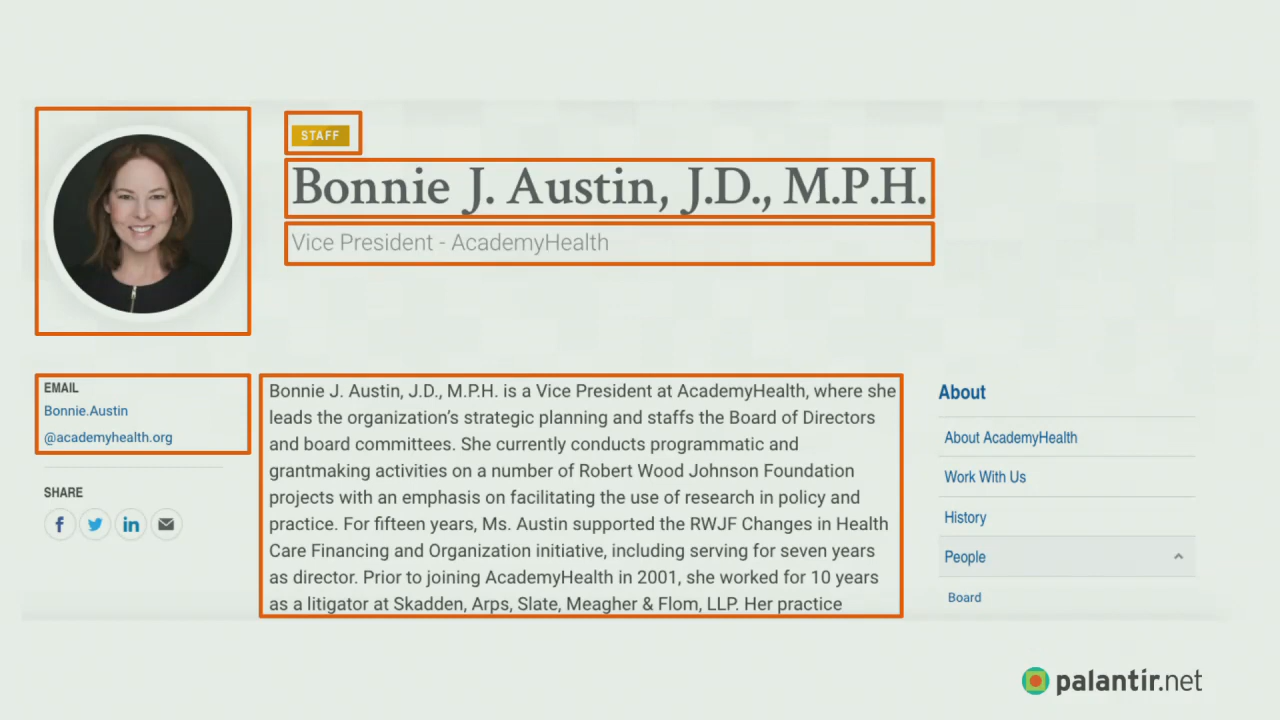 STAFF
Bonnie J. Austin, J.D., M.P.H.
Vice President - AcademyHealth
EMAIL
Bonnie.Austin
@academyhealth.org
SHARE
Bonnie J. Austin, J.D., M.P.H. is a Vice President at AcademyHealth, where she
leads the organization’s strategic planning and staffs the Board of Directors
and board committees. She currently conducts programmatic and
grantmaking activities on a number of Robert Wood Johnson Foundation
projects with an emphasis on facilitating the use of research in policy and
practice. For fifteen years, Ms. Austin supported the RWJF Changes in Health
Care Financing and Organization initiative, including serving for seven years
as director. Prior to joining AcademyHealth in 2001, she worked for 10 years
as a litigator at Skadden, Arps, Slate, Meagher & Flom, LLP. Her practice
About
About AcademyHealth
Work With Us
History
People
Board
palantir.net